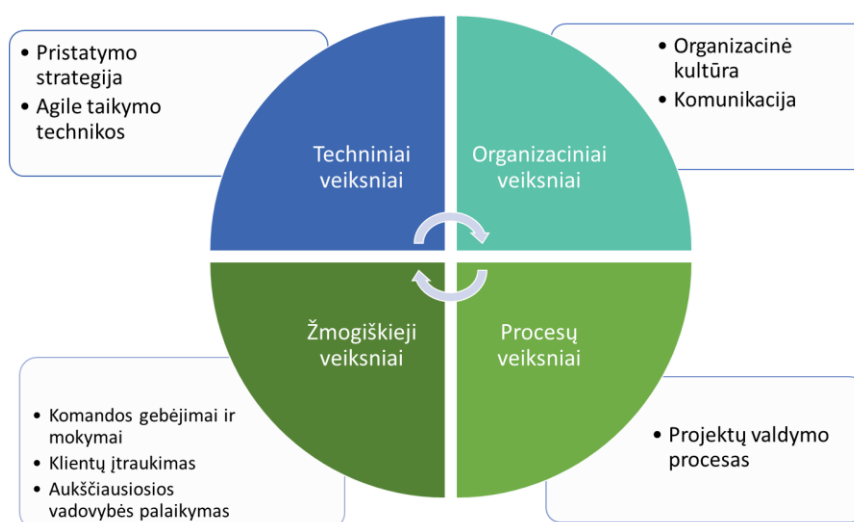 • Pristatymo
strategija
• Agile taikymo
technikos
• Organizacinė
kultūra
• Komunikacija
Techniniai
veiksniai
Organizaciniai
veiksniai
Žmogiškieji
veiksniai
Procesų
veiksniai
• Komandos gebėjimai ir
mokymai
• Klientų įtraukimas
• Aukščiausiosios
vadovybės palaikymas
• Projektų valdymo
procesas